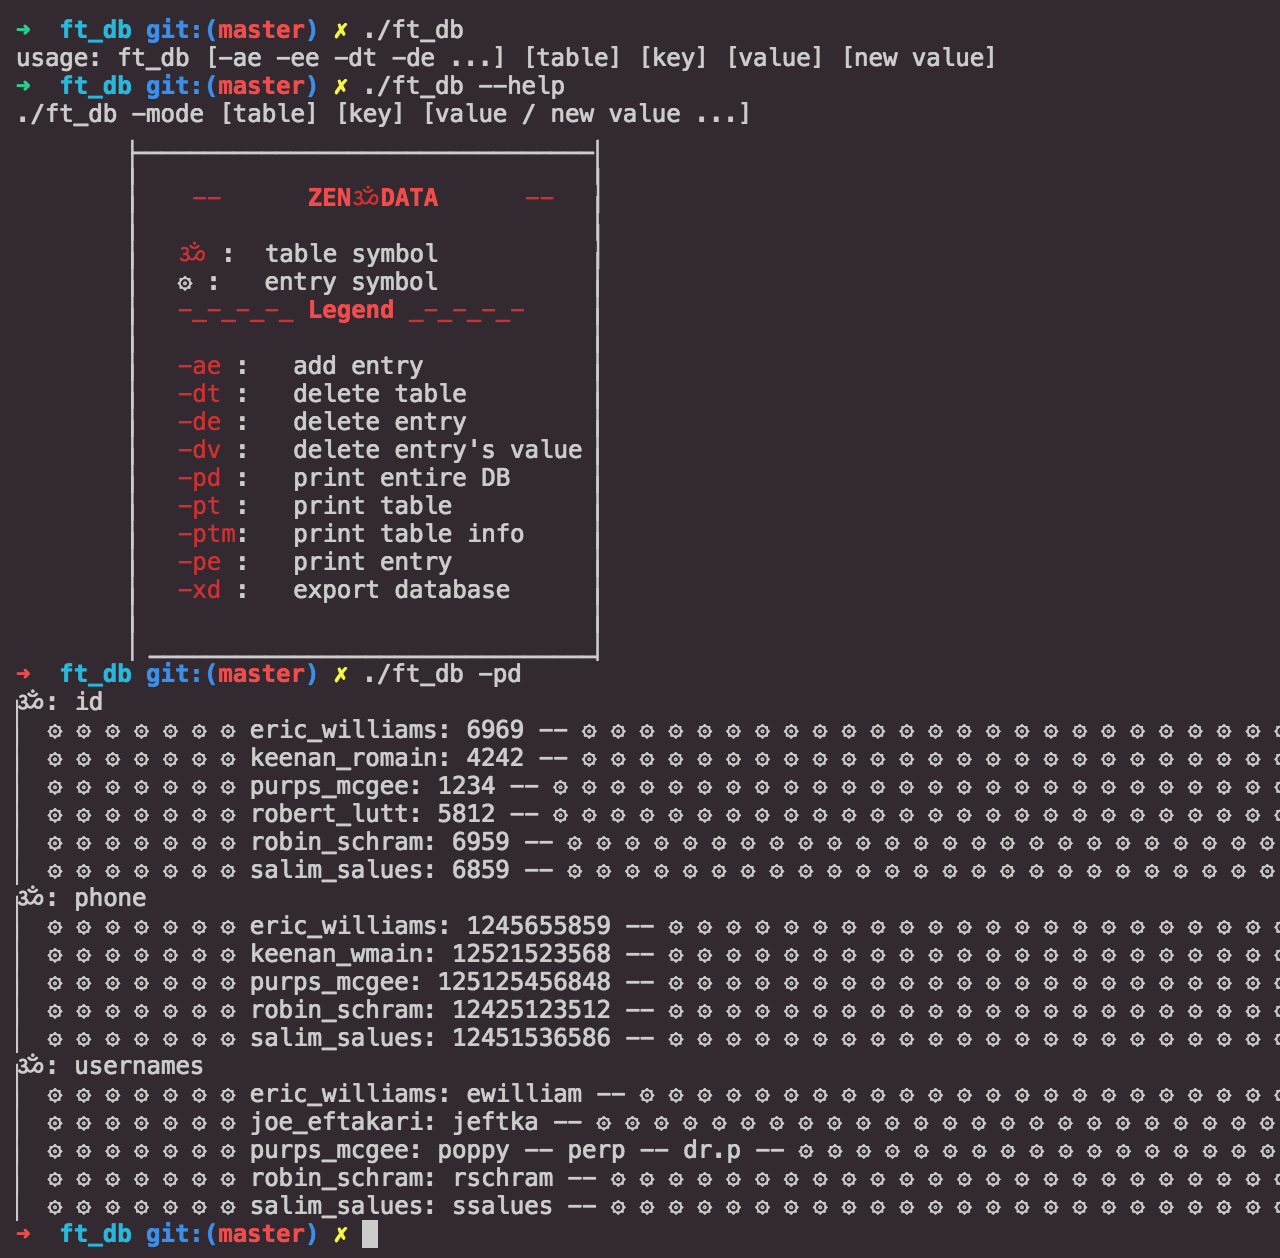 ➜  ft_db git:(master) ✗ ./ft_db
usage: ft_db [-ae -ee -dt -de ...] [table] [key] [value] [new value]
➜  ft_db git:(master) ✗ ./ft_db --help
./ft_db -mode [table] [key] [value / new value ...]
-- ZENॐDATA --
ॐ : table symbol
⚙ : entry symbol
-_-_-_-_ Legend _-_-_-_-
-ae : add entry
-dt : delete table
-de : delete entry
-dv : delete entry's value
-pd : print entire DB
-pt : print table
-ptm: print table info
-pe : print entry
-xd : export database
➜  ft_db git:(master) ✗ ./ft_db -pd
ॐ: id
⚙ ⚙ ⚙ ⚙ ⚙ ⚙ ⚙ eric_williams: 6969 -- ⚙ ⚙ ⚙ ⚙ ⚙ ⚙ ⚙ ⚙ ⚙ ⚙ ⚙ ⚙ ⚙ ⚙ ⚙ ⚙ ⚙ ⚙ ⚙ ⚙ ⚙ ⚙ ⚙ ⚙ ⚙
⚙ ⚙ ⚙ ⚙ ⚙ ⚙ ⚙ keenan_romain: 4242 -- ⚙ ⚙ ⚙ ⚙ ⚙ ⚙ ⚙ ⚙ ⚙ ⚙ ⚙ ⚙ ⚙ ⚙ ⚙ ⚙ ⚙ ⚙ ⚙ ⚙ ⚙ ⚙ ⚙ ⚙ ⚙
⚙ ⚙ ⚙ ⚙ ⚙ ⚙ ⚙ purps_mcgee: 1234 -- ⚙ ⚙ ⚙ ⚙ ⚙ ⚙ ⚙ ⚙ ⚙ ⚙ ⚙ ⚙ ⚙ ⚙ ⚙ ⚙ ⚙ ⚙ ⚙ ⚙ ⚙ ⚙ ⚙ ⚙ ⚙ ⚙
⚙ ⚙ ⚙ ⚙ ⚙ ⚙ ⚙ robert_lutt: 5812 -- ⚙ ⚙ ⚙ ⚙ ⚙ ⚙ ⚙ ⚙ ⚙ ⚙ ⚙ ⚙ ⚙ ⚙ ⚙ ⚙ ⚙ ⚙ ⚙ ⚙ ⚙ ⚙ ⚙ ⚙ ⚙ ⚙
⚙ ⚙ ⚙ ⚙ ⚙ ⚙ ⚙ robin_schram: 6959 -- ⚙ ⚙ ⚙ ⚙ ⚙ ⚙ ⚙ ⚙ ⚙ ⚙ ⚙ ⚙ ⚙ ⚙ ⚙ ⚙ ⚙ ⚙ ⚙ ⚙ ⚙ ⚙ ⚙ ⚙ ⚙
⚙ ⚙ ⚙ ⚙ ⚙ ⚙ ⚙ salim_salues: 6859 -- ⚙ ⚙ ⚙ ⚙ ⚙ ⚙ ⚙ ⚙ ⚙ ⚙ ⚙ ⚙ ⚙ ⚙ ⚙ ⚙ ⚙ ⚙ ⚙ ⚙ ⚙ ⚙ ⚙ ⚙ ⚙
ॐ: phone
⚙ ⚙ ⚙ ⚙ ⚙ ⚙ ⚙ eric_williams: 1245655859 -- ⚙ ⚙ ⚙ ⚙ ⚙ ⚙ ⚙ ⚙ ⚙ ⚙ ⚙ ⚙ ⚙ ⚙ ⚙ ⚙ ⚙ ⚙ ⚙ ⚙ ⚙ ⚙
⚙ ⚙ ⚙ ⚙ ⚙ ⚙ ⚙ keenan_wmain: 12521523568 -- ⚙ ⚙ ⚙ ⚙ ⚙ ⚙ ⚙ ⚙ ⚙ ⚙ ⚙ ⚙ ⚙ ⚙ ⚙ ⚙ ⚙ ⚙ ⚙ ⚙ ⚙ ⚙
⚙ ⚙ ⚙ ⚙ ⚙ ⚙ ⚙ purps_mcgee: 125125456848 -- ⚙ ⚙ ⚙ ⚙ ⚙ ⚙ ⚙ ⚙ ⚙ ⚙ ⚙ ⚙ ⚙ ⚙ ⚙ ⚙ ⚙ ⚙ ⚙ ⚙ ⚙ ⚙
⚙ ⚙ ⚙ ⚙ ⚙ ⚙ ⚙ robin_schram: 12425123512 -- ⚙ ⚙ ⚙ ⚙ ⚙ ⚙ ⚙ ⚙ ⚙ ⚙ ⚙ ⚙ ⚙ ⚙ ⚙ ⚙ ⚙ ⚙ ⚙ ⚙ ⚙ ⚙
⚙ ⚙ ⚙ ⚙ ⚙ ⚙ ⚙ salim_salues: 12451536586 -- ⚙ ⚙ ⚙ ⚙ ⚙ ⚙ ⚙ ⚙ ⚙ ⚙ ⚙ ⚙ ⚙ ⚙ ⚙ ⚙ ⚙ ⚙ ⚙ ⚙ ⚙ ⚙
ॐ: usernames
⚙ ⚙ ⚙ ⚙ ⚙ ⚙ ⚙ eric_williams: ewilliam -- ⚙ ⚙ ⚙ ⚙ ⚙ ⚙ ⚙ ⚙ ⚙ ⚙ ⚙ ⚙ ⚙ ⚙ ⚙ ⚙ ⚙ ⚙ ⚙ ⚙ ⚙ ⚙ ⚙
⚙ ⚙ ⚙ ⚙ ⚙ ⚙ ⚙ joe_eftakari: jeftka -- ⚙ ⚙ ⚙ ⚙ ⚙ ⚙ ⚙ ⚙ ⚙ ⚙ ⚙ ⚙ ⚙ ⚙ ⚙ ⚙ ⚙ ⚙ ⚙ ⚙ ⚙ ⚙ ⚙ ⚙
⚙ ⚙ ⚙ ⚙ ⚙ ⚙ ⚙ purps_mcgee: poppy -- perp -- dr.p -- ⚙ ⚙ ⚙ ⚙ ⚙ ⚙ ⚙ ⚙ ⚙ ⚙ ⚙ ⚙ ⚙ ⚙ ⚙ ⚙ ⚙
⚙ ⚙ ⚙ ⚙ ⚙ ⚙ ⚙ robin_schram: rschram -- ⚙ ⚙ ⚙ ⚙ ⚙ ⚙ ⚙ ⚙ ⚙ ⚙ ⚙ ⚙ ⚙ ⚙ ⚙ ⚙ ⚙ ⚙ ⚙ ⚙ ⚙ ⚙ ⚙ ⚙
⚙ ⚙ ⚙ ⚙ ⚙ ⚙ ⚙ salim_salues: ssalues -- ⚙ ⚙ ⚙ ⚙ ⚙ ⚙ ⚙ ⚙ ⚙ ⚙ ⚙ ⚙ ⚙ ⚙ ⚙ ⚙ ⚙ ⚙ ⚙ ⚙ ⚙ ⚙ ⚙ ⚙
➜  ft_db git:(master) ✗